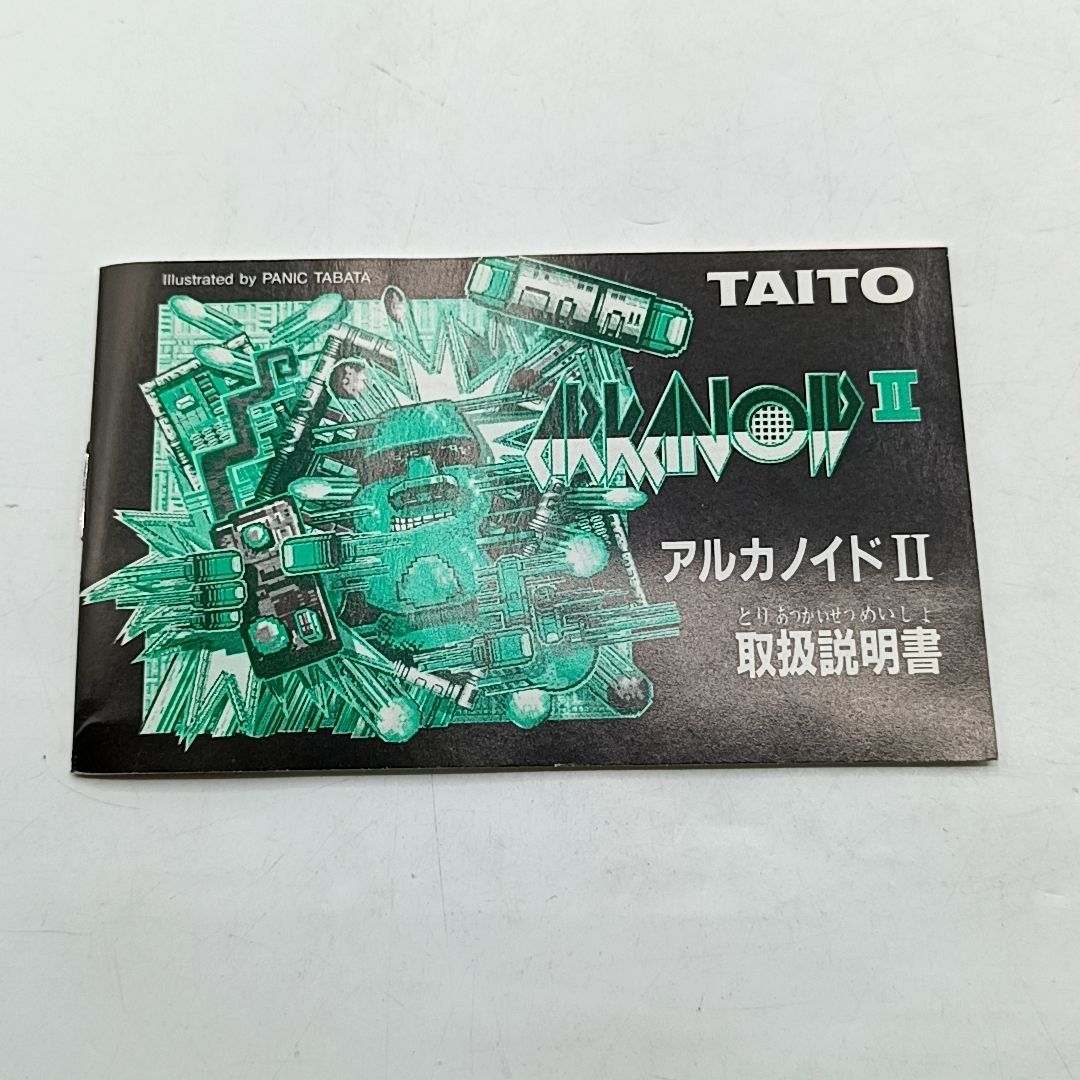 Illustrated by PANIC TABATA
TAITO
ARKANOID II
アルカノイドII
とりあつかいせつめいしょ
取扱説明書